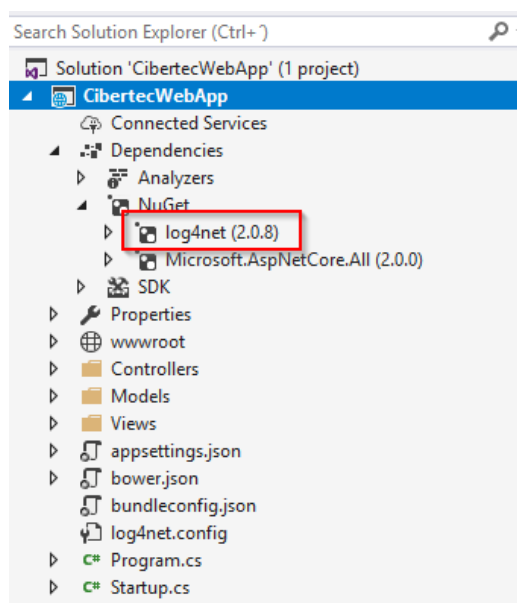 Search Solution Explorer (Ctrl+´)
Solution 'CibertecWebApp' (1 project)
CibertecWebApp
Connected Services
Dependencies
Analyzers
NuGet
log4net (2.0.8)
Microsoft.AspNetCore.All (2.0.0)
SDK
Properties
wwwroot
Controllers
Models
Views
appsettings.json
bower.json
bundleconfig.json
log4net.config
C# Program.cs
C# Startup.cs